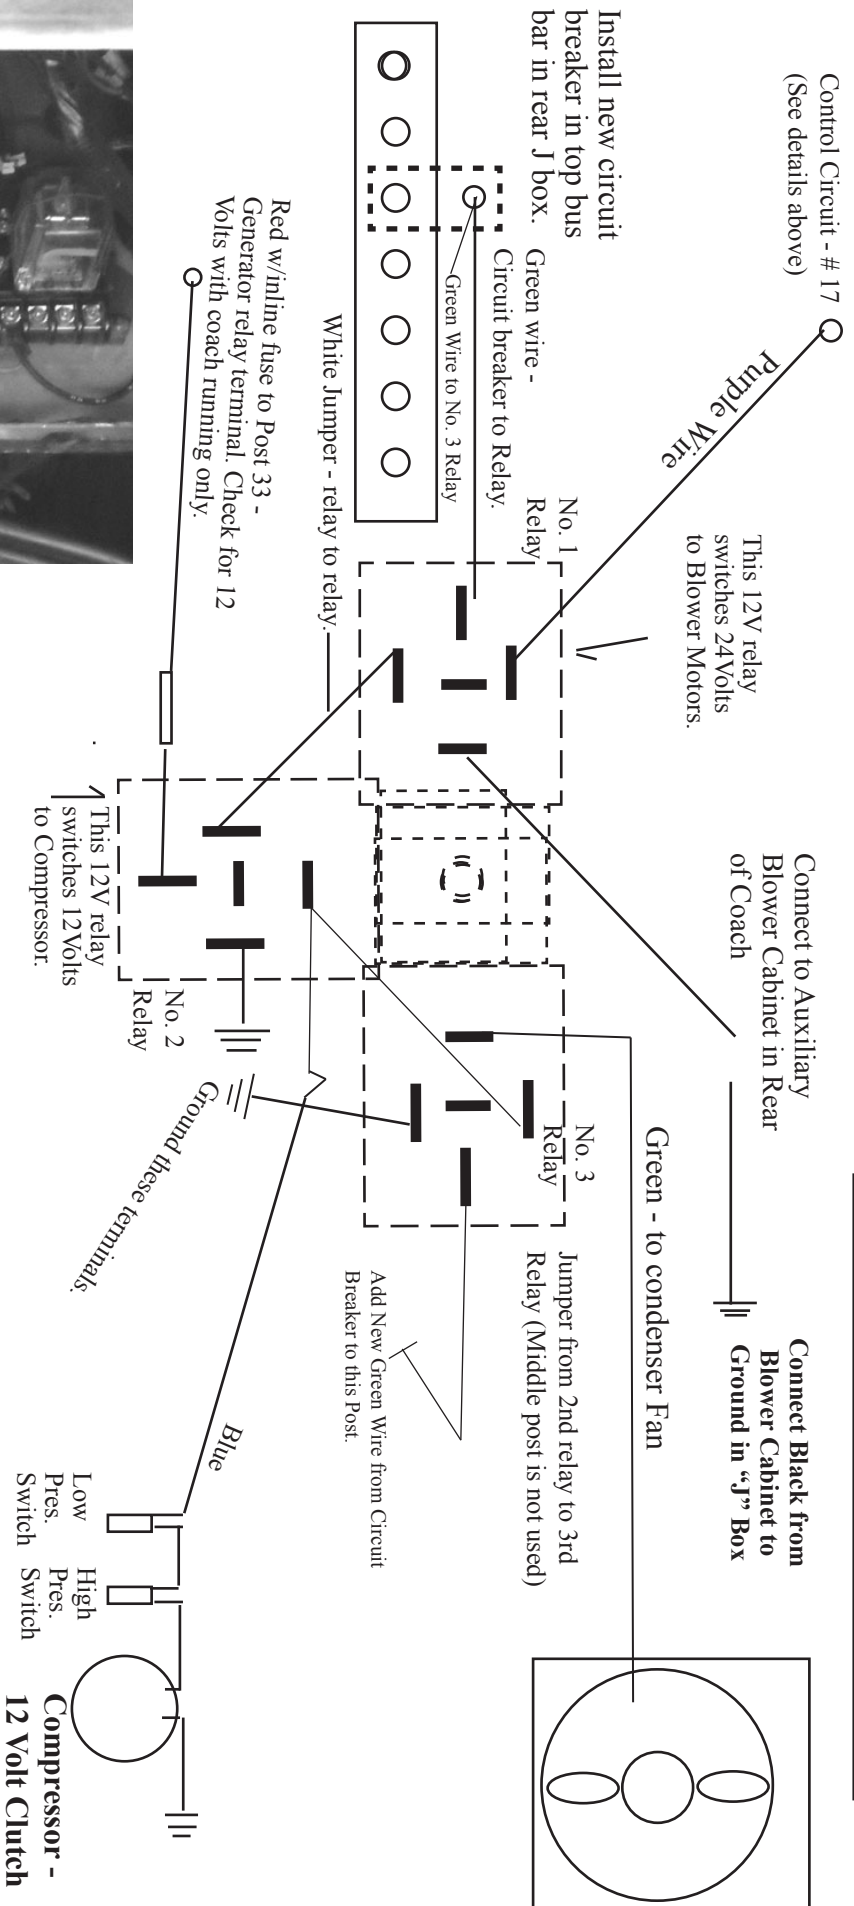 Control Circuit - # 17
(See details above)
Purple Wire
Install new circuit
breaker in top bus
bar in rear J box.
Green wire -
Circuit breaker to Relay.
Green Wire to No. 3 Relay
No. 1
Relay
This 12V relay
switches 24Volts
to Blower Motors.
White Jumper - relay to relay.
Red w/inline fuse to Post 33 -
Generator relay terminal. Check for 12
Volts with coach running only.
This 12V relay
switches 12Volts
to Compressor.
No. 2
Relay
Connect to Auxiliary
Blower Cabinet in Rear
of Coach
Connect Black from
Blower Cabinet to
Ground in “J” Box
Green - to condenser Fan
No. 3
Relay
Jumper from 2nd relay to 3rd
Relay (Middle post is not used)
Add New Green Wire from Circuit
Breaker to this Post.
Ground these terminals.
Blue
Low
Pres.
Switch
High
Pres.
Switch
Compressor -
12 Volt Clutch